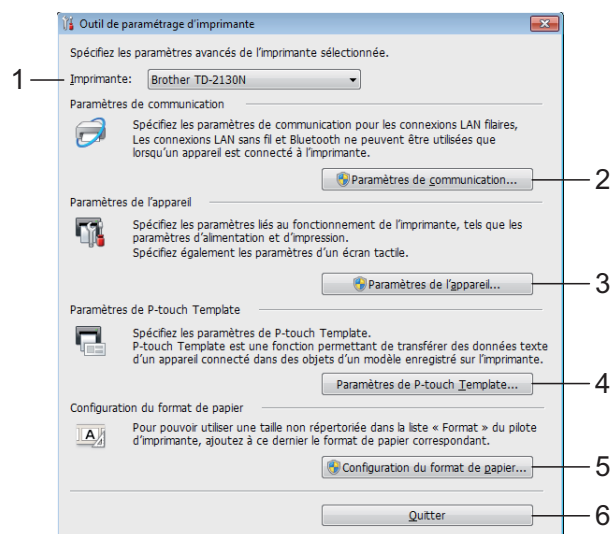 Outil de paramétrage d'imprimante
Spécifiez les paramètres avancés de l'imprimante sélectionnée.
1
Imprimante: Brother TD-2130N
Paramètres de communication
Spécifiez les paramètres de communication pour les connexions LAN filaires,
Les connexions LAN sans fil et Bluetooth ne peuvent être utilisées que
lorsqu'un appareil est connecté à l'imprimante.
Paramètres de communication...
2
Paramètres de l'appareil
Spécifiez les paramètres liés au fonctionnement de l'imprimante, tels que les
paramètres d'alimentation et d'impression.
Spécifiez également les paramètres d'un écran tactile.
Paramètres de l'appareil...
3
Paramètres de P-touch Template
Spécifiez les paramètres de P-touch Template.
P-touch Template est une fonction permettant de transférer des données texte
d'un appareil connecté dans des objets d'un modèle enregistré sur l'imprimante.
Paramètres de P-touch Template...
4
Configuration du format de papier
Pour pouvoir utiliser une taille non répertoriée dans la liste « Format » du pilote
d'imprimante, ajoutez à ce dernier le format de papier correspondant.
Configuration du format de papier...
5
Quitter
6